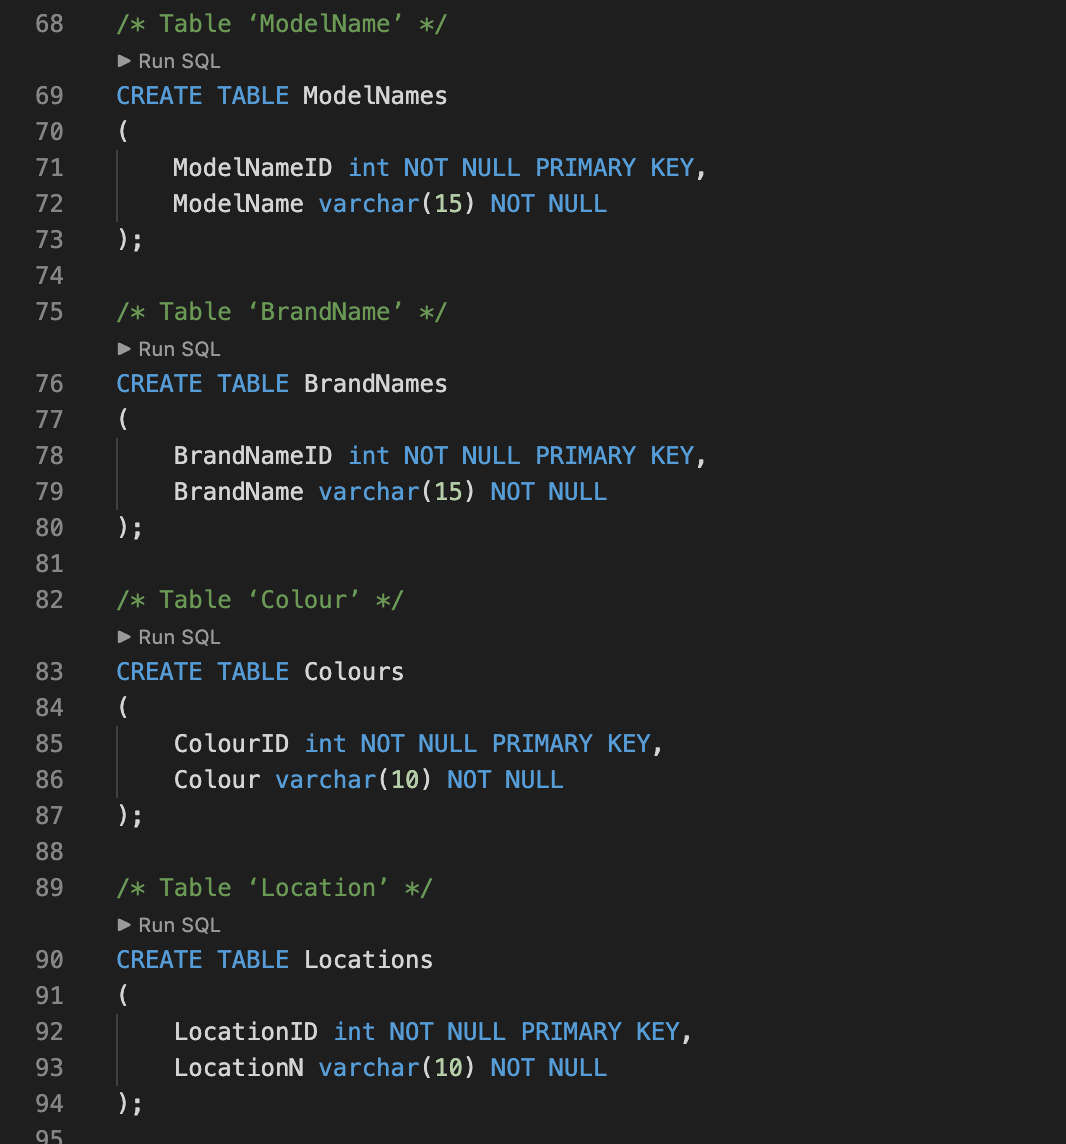 68 /* Table ‘ModelName’ */
▶ Run SQL
69 CREATE TABLE ModelNames
70 (
71 ModelNameID int NOT NULL PRIMARY KEY,
72 ModelName varchar(15) NOT NULL
73 );
74
75 /* Table ‘BrandName’ */
▶ Run SQL
76 CREATE TABLE BrandNames
77 (
78 BrandNameID int NOT NULL PRIMARY KEY,
79 BrandName varchar(15) NOT NULL
80 );
81
82 /* Table ‘Colour’ */
▶ Run SQL
83 CREATE TABLE Colours
84 (
85 ColourID int NOT NULL PRIMARY KEY,
86 Colour varchar(10) NOT NULL
87 );
88
89 /* Table ‘Location’ */
▶ Run SQL
90 CREATE TABLE Locations
91 (
92 LocationID int NOT NULL PRIMARY KEY,
93 LocationN varchar(10) NOT NULL
94 );
95